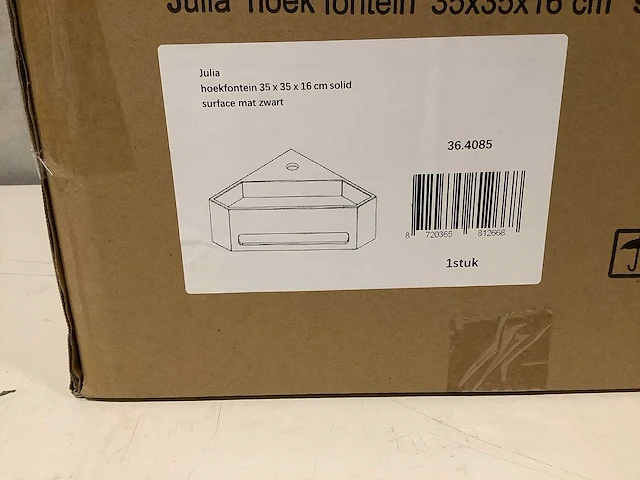 Julia hoek fontein 35x35x16 cm
Julia
hoekfontein 35 x 35 x 16 cm solid
surface mat zwart
36.4085
8 720365 812668
1stuk